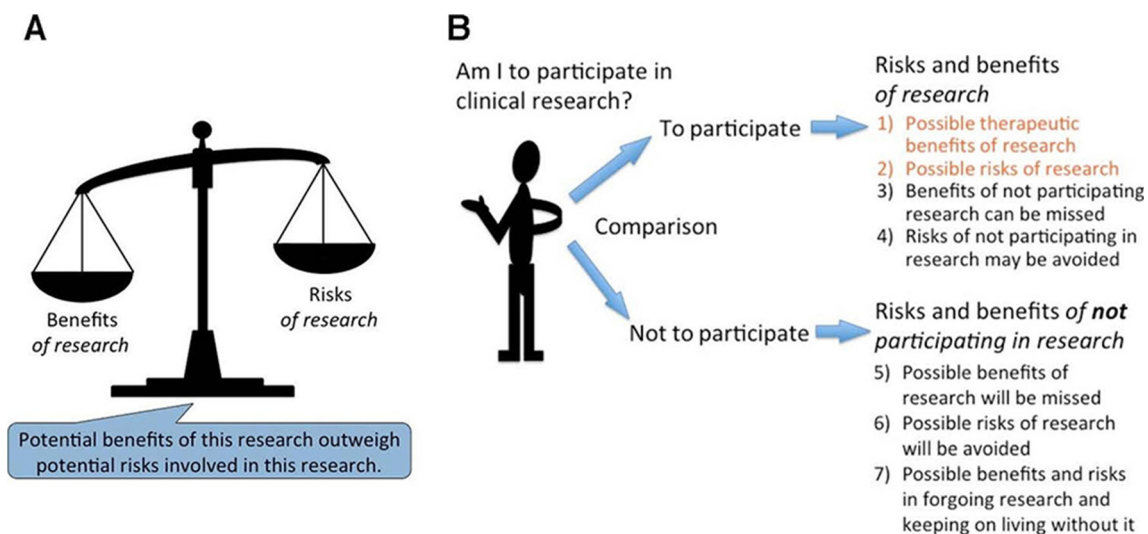 A
Benefits
of research
Risks
of research
Potential benefits of this research outweigh
potential risks involved in this research.
B
Am I to participate in
clinical research?
To participate
Comparison
Not to participate
Risks and benefits
of research
1) Possible therapeutic
benefits of research
2) Possible risks of research
3) Benefits of not participating
research can be missed
4) Risks of not participating in
research may be avoided
Risks and benefits of not
participating in research
5) Possible benefits of
research will be missed
6) Possible risks of research
will be avoided
7) Possible benefits and risks
in forgoing research and
keeping on living without it